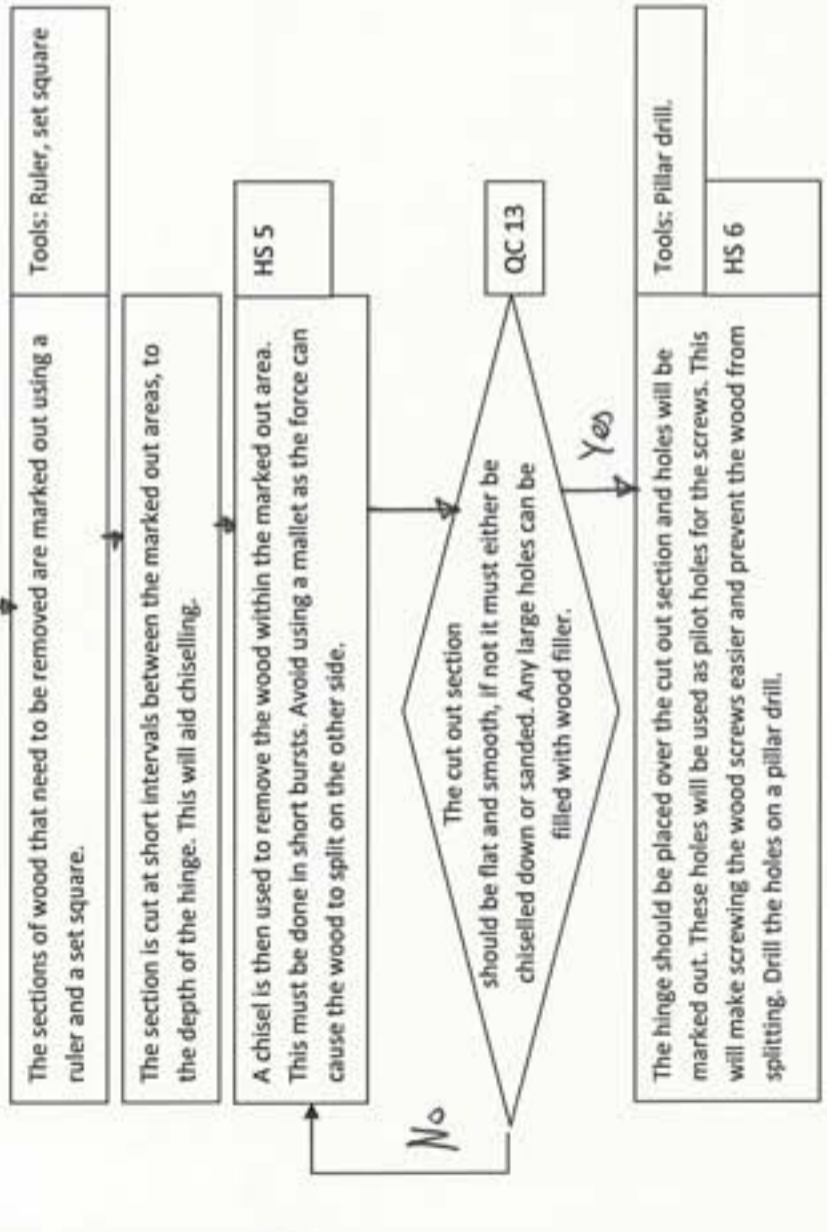 The sections of wood that need to be removed are marked out using a
ruler and a set square.
Tools: Ruler, set square
The section is cut at short intervals between the marked out areas, to
the depth of the hinge. This will aid chiselling.
A chisel is then used to remove the wood within the marked out area.
This must be done in short bursts. Avoid using a mallet as the force can
cause the wood to split on the other side.
HS 5
The cut out section
should be flat and smooth, if not it must either be
chiselled down or sanded. Any large holes can be
filled with wood filler.
QC 13
No
Yes
The hinge should be placed over the cut out section and holes will be
marked out. These holes will be used as pilot holes for the screws. This
will make screwing the wood screws easier and prevent the wood from
splitting. Drill the holes on a pillar drill.
Tools: Pillar drill.
HS 6